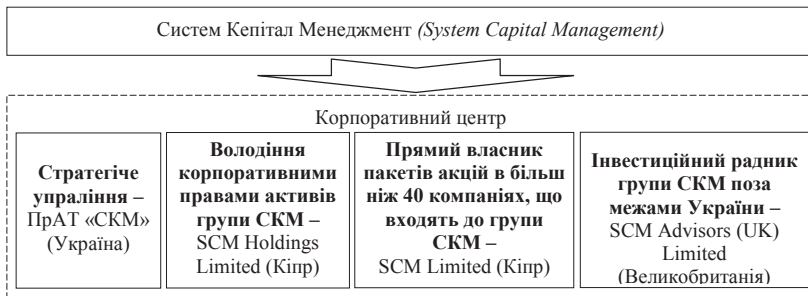 Систем Кепітал Менеджмент (System Capital Management)
Корпоративний центр
Стратегіче
упраління –
ПрАТ «СКМ»
(Україна)
Володіння
корпоративними
правами активів
групи СКМ –
SCM Holdings
Limited (Кіпр)
Прямий власник
пакетів акцій в більш
ніж 40 компаніях, що
входять до групи
СКМ –
SCM Limited (Кіпр)
Інвестиційний радник
групи СКМ поза
межами України –
SCM Advisors (UK)
Limited
(Великобританія)